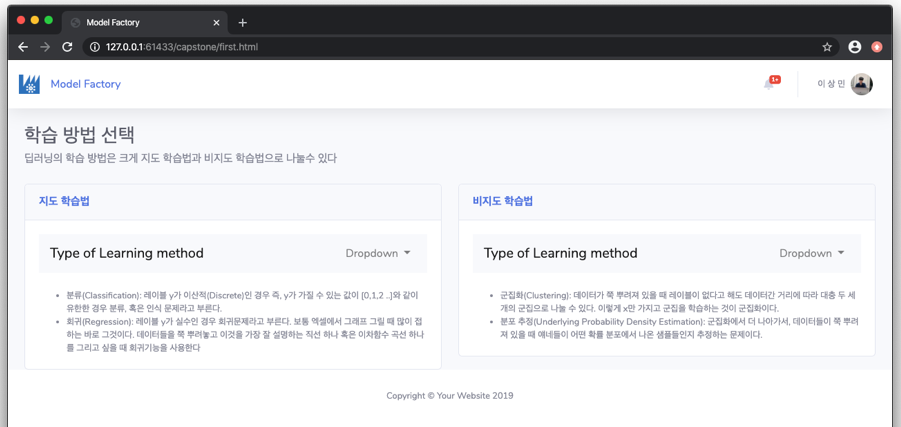 Model Factory
127.0.0.1:61433/capstone/first.html
Model Factory
1+
이 상 민
학습 방법 선택
딥러닝의 학습 방법은 크게 지도 학습법과 비지도 학습법으로 나눌수 있다
지도 학습법
Type of Learning method
Dropdown
분류(Classification): 레이블 y가 이산적(Discrete)인 경우 즉, y가 가질 수 있는 값이 [0,1,2 ..]와 같이
유한한 경우 분류, 혹은 인식 문제라고 부른다.
회귀(Regression): 레이블 y가 실수인 경우 회귀문제라고 부른다. 보통 엑셀에서 그래프 그릴 때 많이 접
하는 바로 그것이다. 데이터들을 쭉 뿌려놓고 이것을 가장 잘 설명하는 직선 하나 혹은 이차함수 곡선 하나
를 그리고 싶을 때 회귀기능을 사용한다
비지도 학습법
Type of Learning method
Dropdown
군집화(Clustering): 데이터가 쭉 뿌려져 있을 때 레이블이 없다고 해도 데이터간 거리에 따라 대충 두 세
개의 군집으로 나눌 수 있다. 이렇게 x만 가지고 군집을 학습하는 것이 군집화이다.
분포 추정(Underlying Probability Density Estimation): 군집화에서 더 나아가서, 데이터들이 쭉 뿌려
져 있을 때 얘네들이 어떤 확률 분포에서 나온 샘플들인지 추정하는 문제이다.
Copyright © Your Website 2019